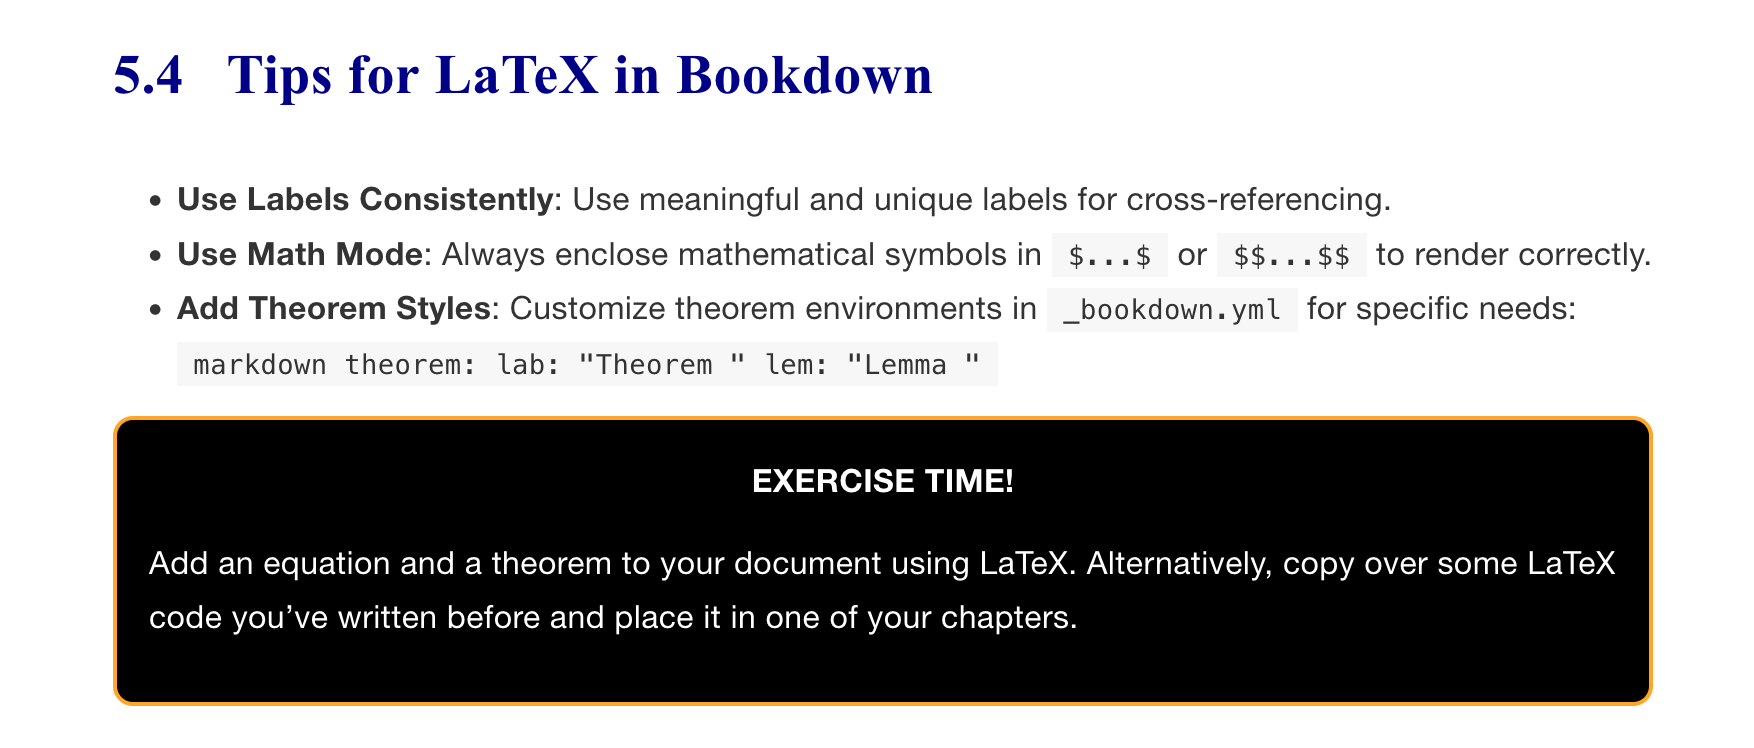 5.4 Tips for LaTeX in Bookdown
• Use Labels Consistently: Use meaningful and unique labels for cross-referencing.
• Use Math Mode: Always enclose mathematical symbols in $...$ or $$...$$ to render correctly.
• Add Theorem Styles: Customize theorem environments in _bookdown.yml for specific needs:
markdown theorem: lab: "Theorem " lem: "Lemma "
EXERCISE TIME!
Add an equation and a theorem to your document using LaTeX. Alternatively, copy over some LaTeX
code you’ve written before and place it in one of your chapters.